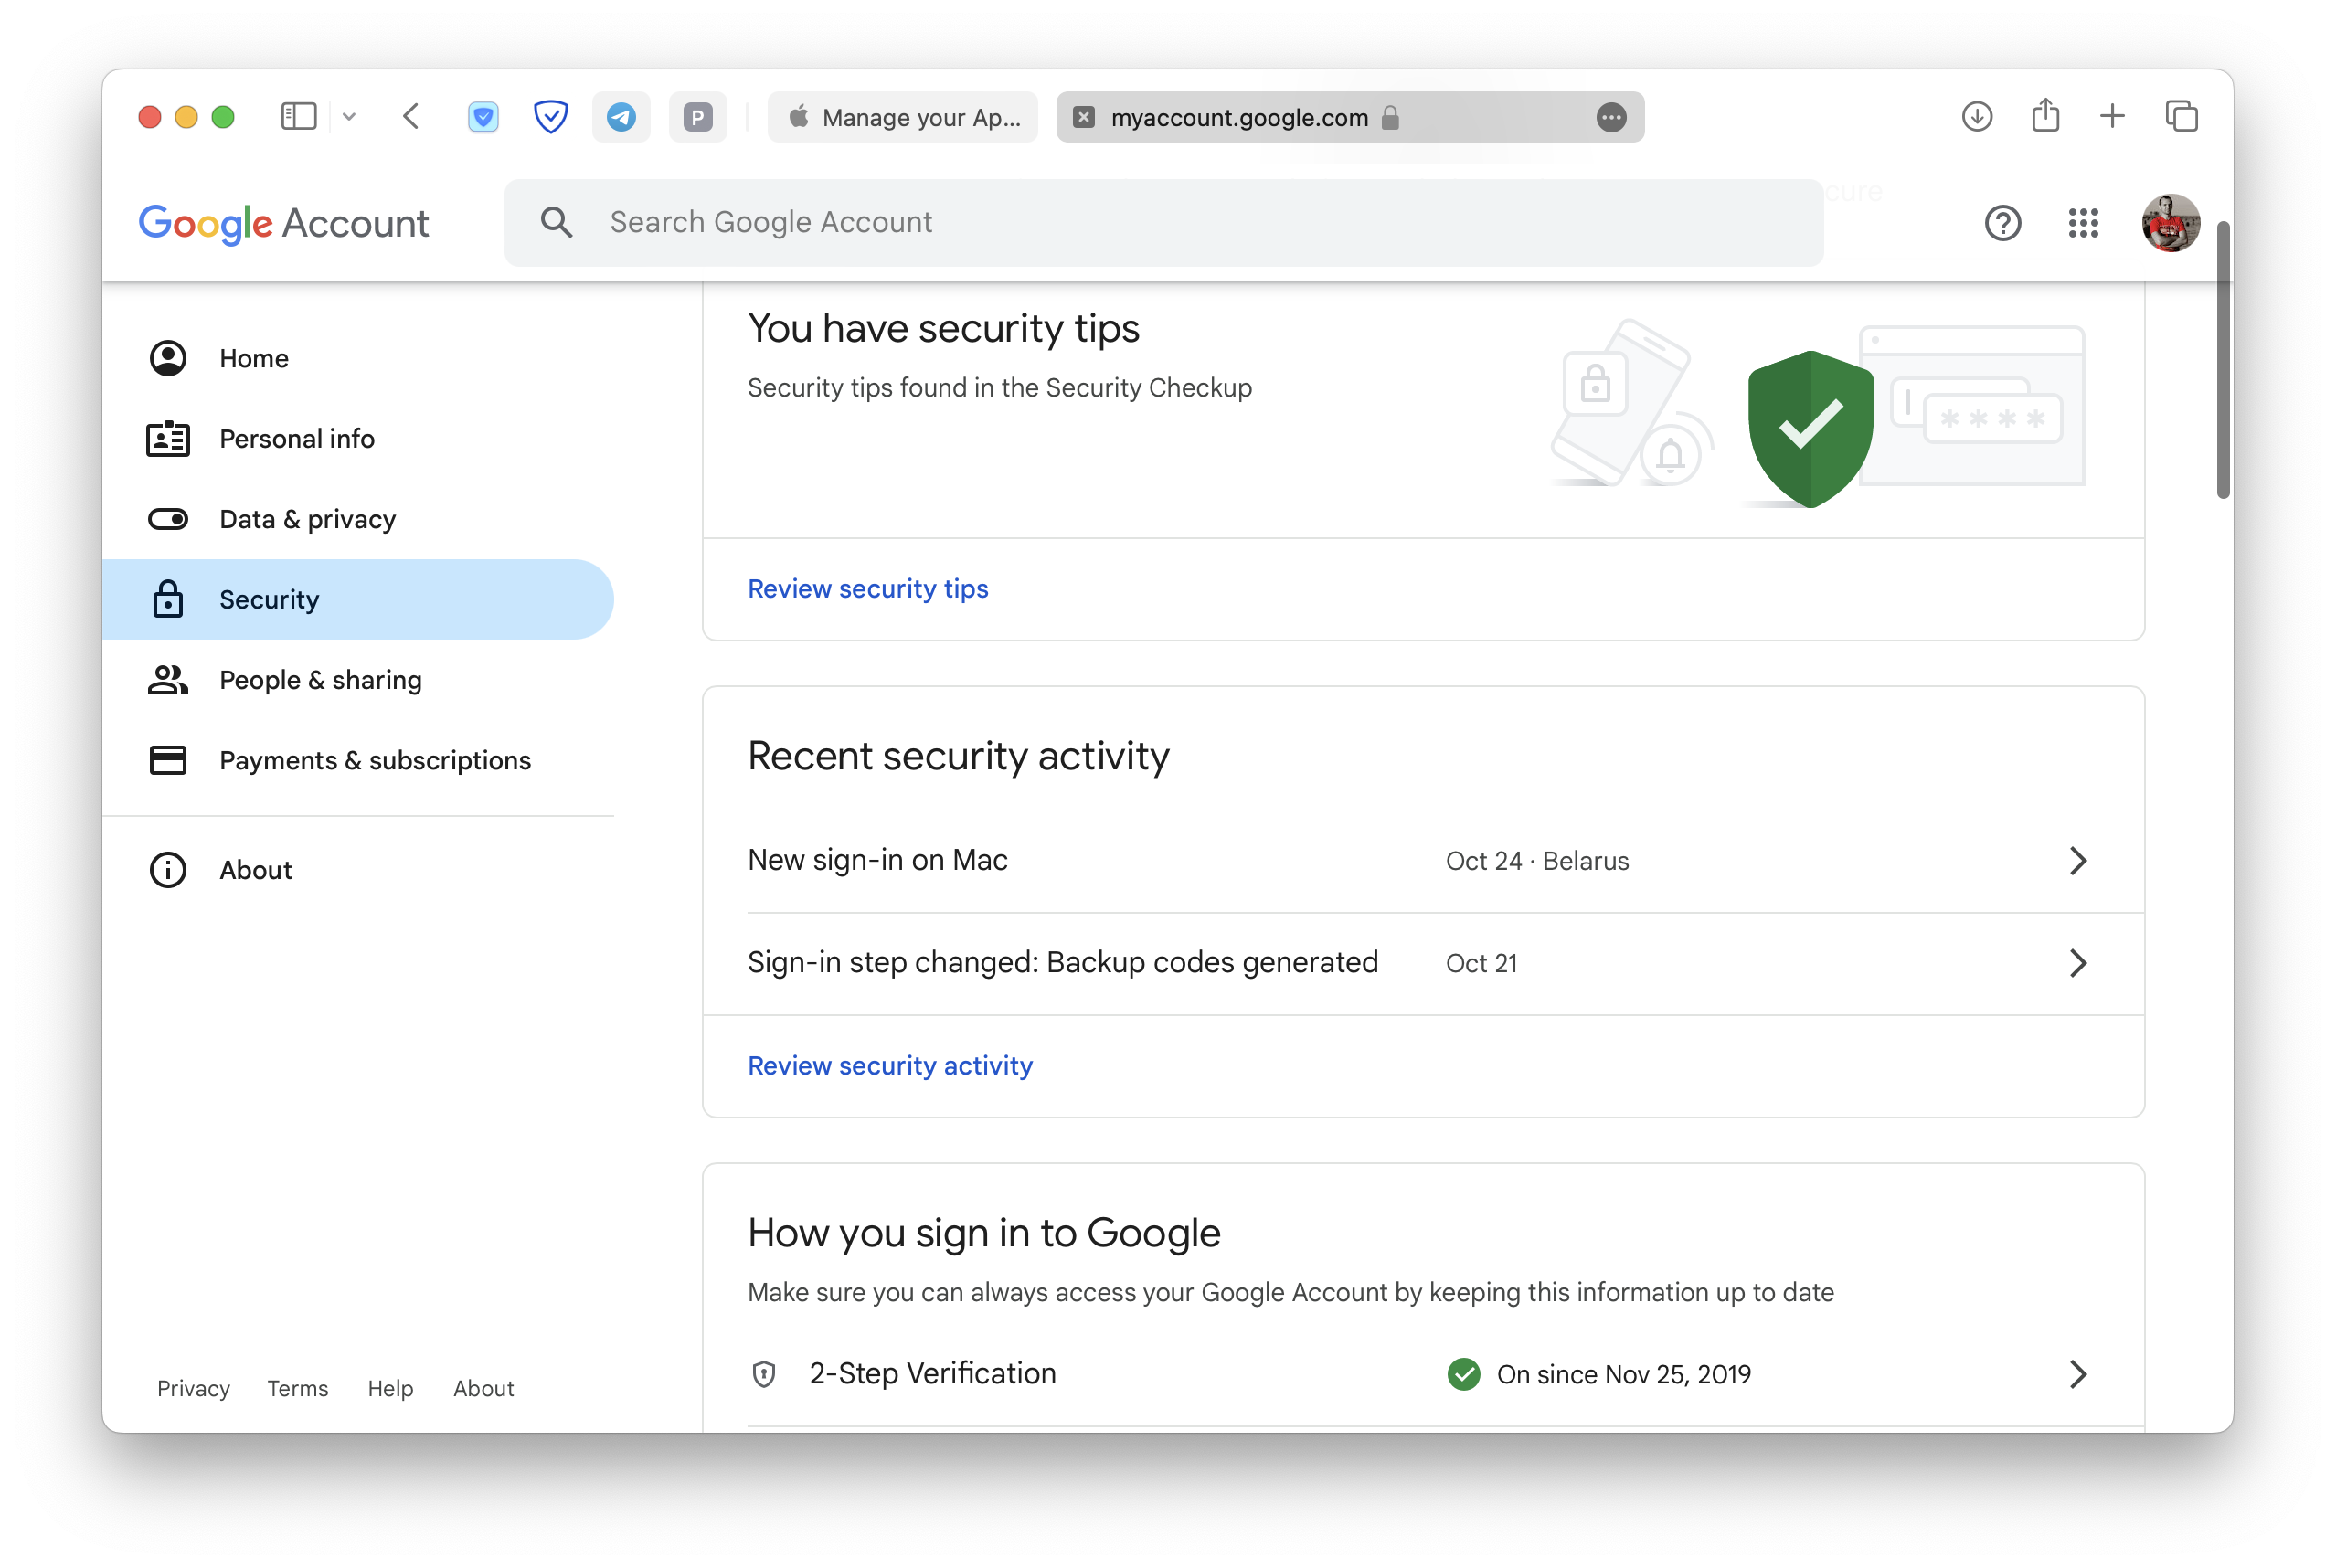 P
Manage your Ap...
myaccount.google.com
Google Account
Search Google Account
cure
Home
Personal info
Data & privacy
Security
People & sharing
Payments & subscriptions
About
Privacy Terms Help About
You have security tips
Security tips found in the Security Checkup
* * * *
Review security tips
Recent security activity
New sign-in on Mac
Oct 24 · Belarus
Sign-in step changed: Backup codes generated
Oct 21
Review security activity
How you sign in to Google
Make sure you can always access your Google Account by keeping this information up to date
2-Step Verification
On since Nov 25, 2019